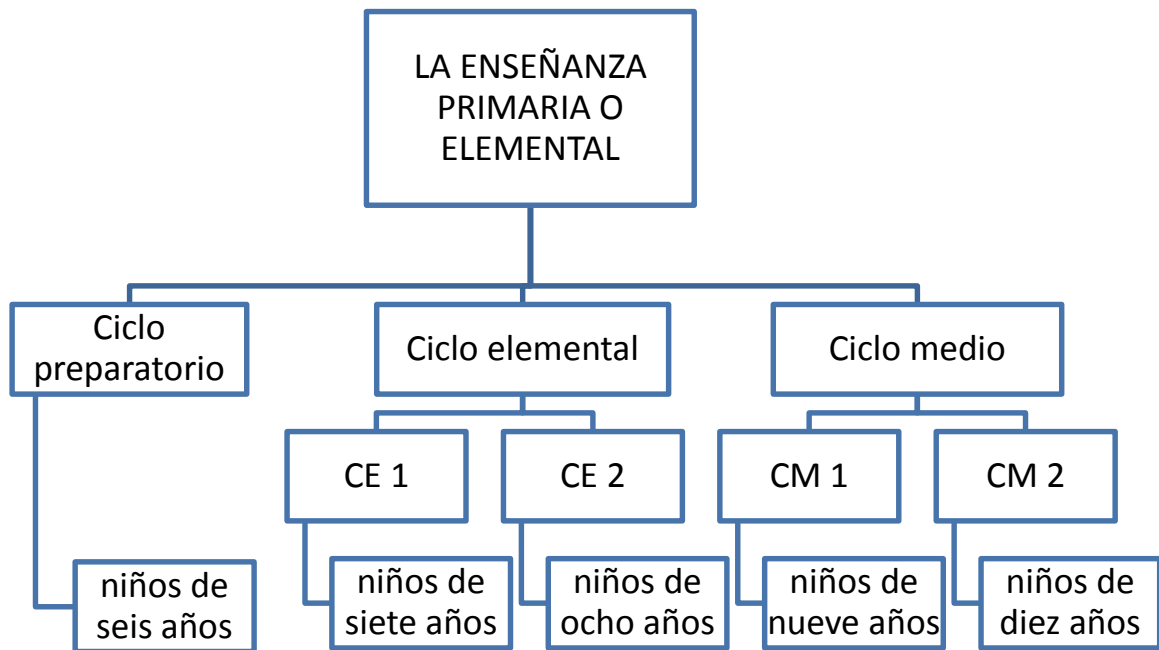 LA ENSEÑANZA
PRIMARIA O
ELEMENTAL
Ciclo
preparatorio
Ciclo elemental
Ciclo medio
CE 1
CE 2
CM 1
CM 2
niños de
seis años
niños de
siete años
niños de
ocho años
niños de
nueve años
niños de
diez años